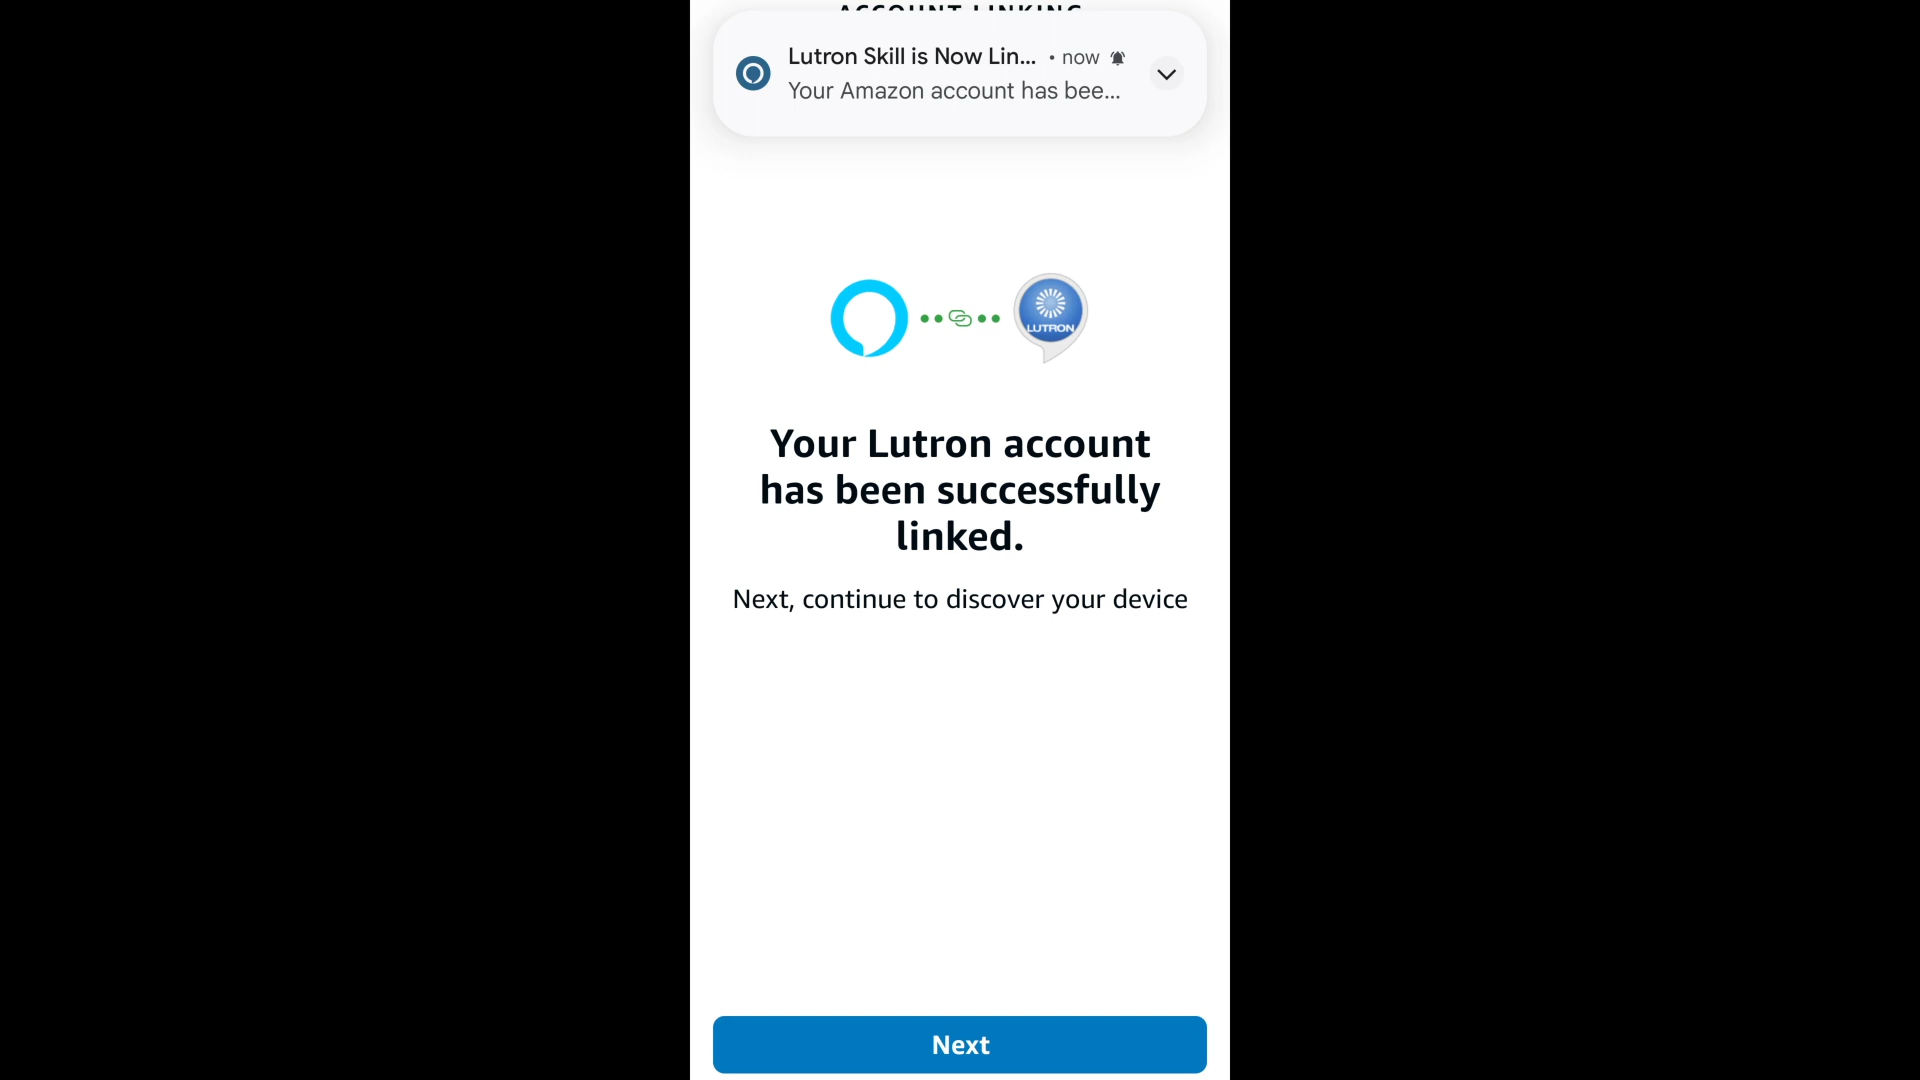 ACCOUNT LINKING
Lutron Skill is Now Lin... • now
Your Amazon account has bee...
LUTRON
Your Lutron account
has been successfully
linked.
Next, continue to discover your device
Next